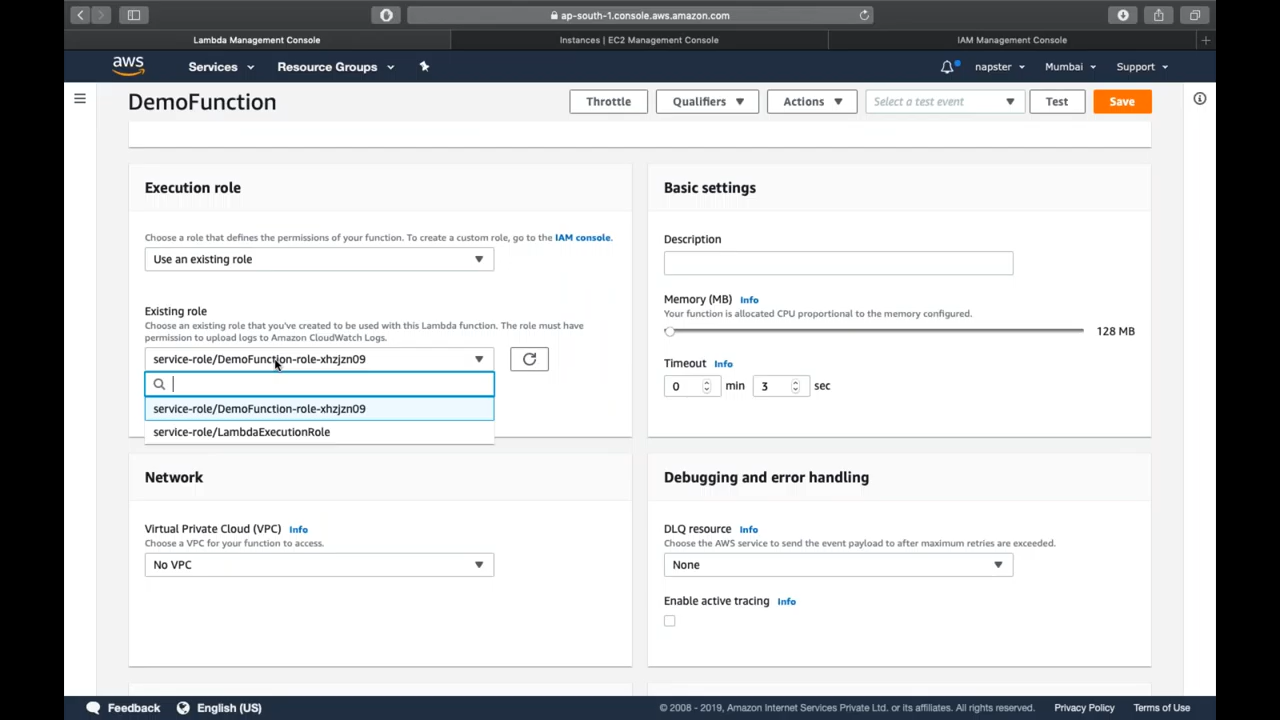 ap-south-1.console.aws.amazon.com
Lambda Management Console
Instances | EC2 Management Console
IAM Management Console
aws
Services
Resource Groups
napster
Mumbai
Support
DemoFunction
Throttle
Qualifiers
Actions
Select a test event
Test
Save
Execution role
Choose a role that defines the permissions of your function. To create a custom role, go to the IAM console.
Use an existing role
Existing role
Choose an existing role that you've created to be used with this Lambda function. The role must have
permission to upload logs to Amazon CloudWatch Logs.
service-role/DemoFunction-role-xhzjzn09
service-role/DemoFunction-role-xhzjzn09
service-role/LambdaExecutionRole
Basic settings
Description
Memory (MB) Info
Your function is allocated CPU proportional to the memory configured.
128 MB
Timeout Info
0 min 3 sec
Network
Virtual Private Cloud (VPC) Info
Choose a VPC for your function to access.
No VPC
Debugging and error handling
DLQ resource Info
Choose the AWS service to send the event payload to after maximum retries are exceeded.
None
Enable active tracing Info
Feedback
English (US)
© 2008 - 2019, Amazon Internet Services Private Ltd. or its affiliates. All rights reserved.
Privacy Policy
Terms of Use